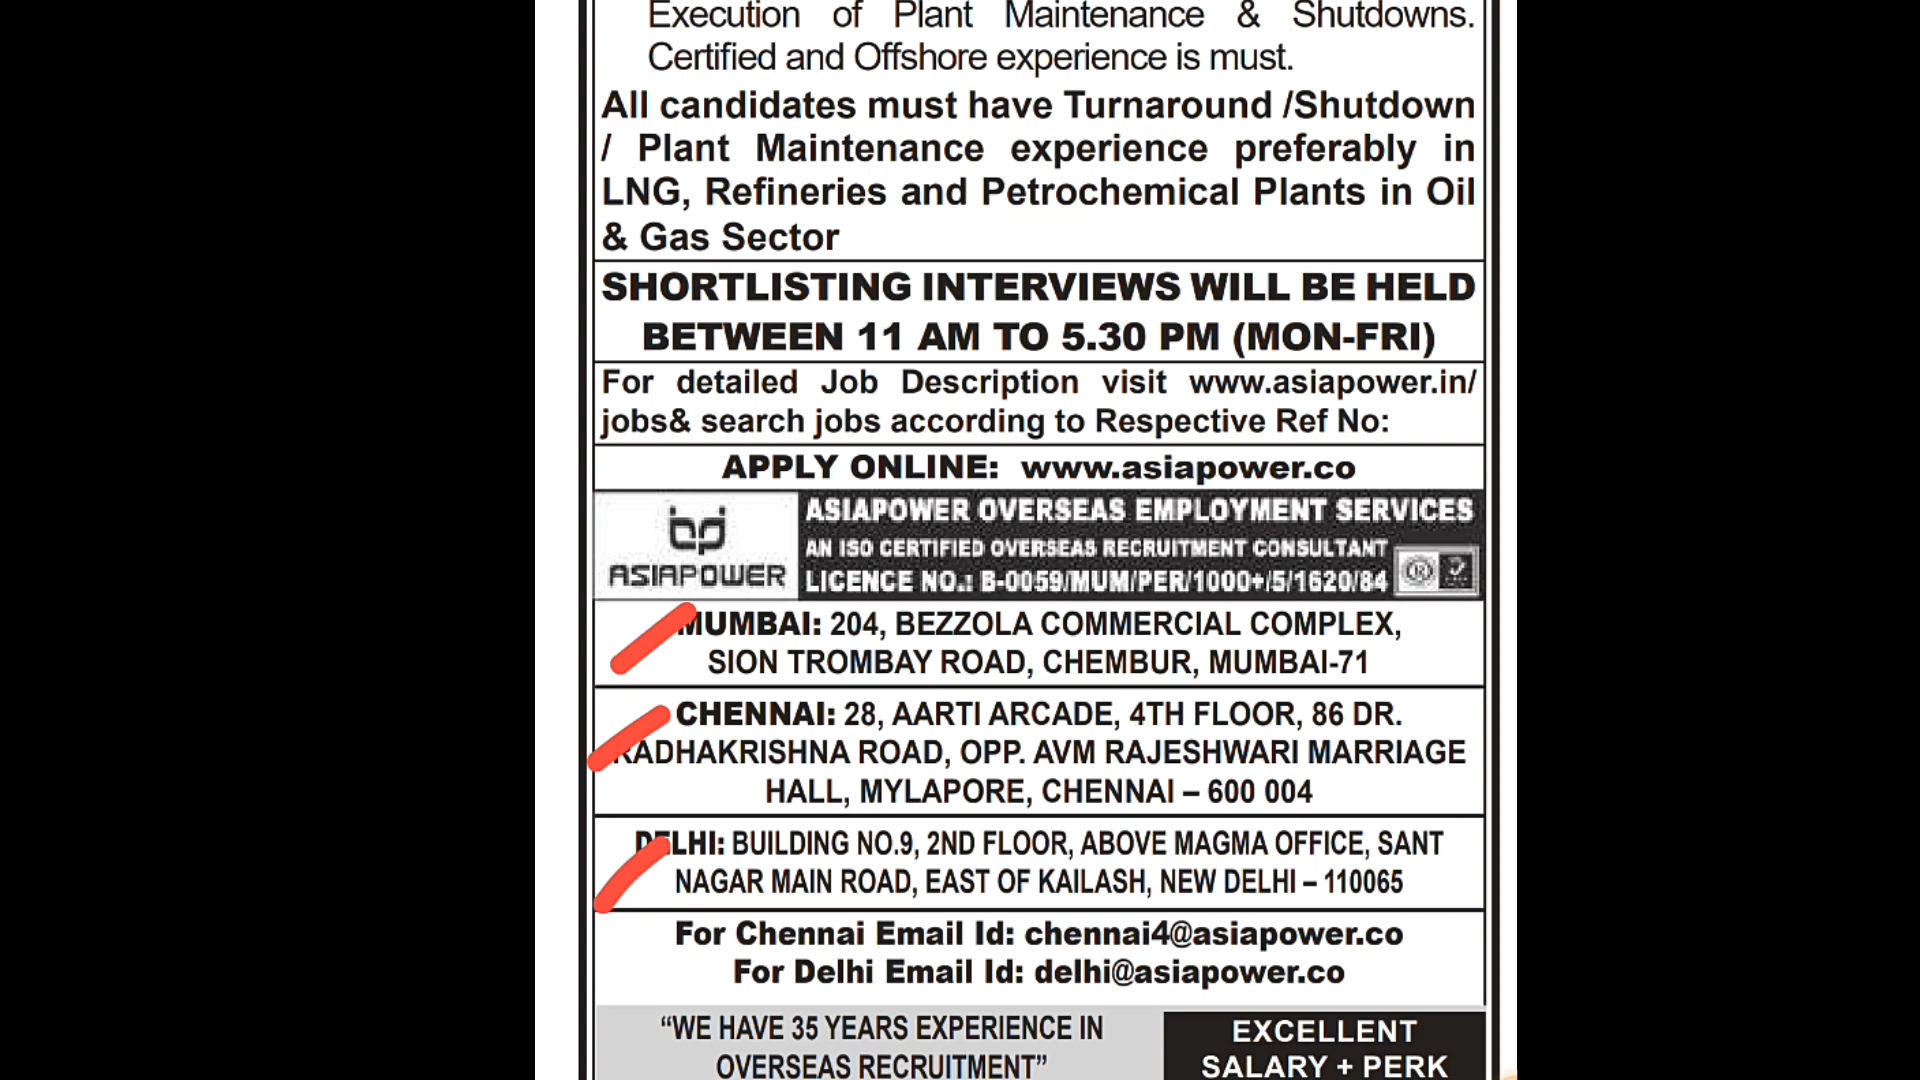 Execution of Plant Maintenance & Shutdowns.
Certified and Offshore experience is must.
All candidates must have Turnaround /Shutdown
/ Plant Maintenance experience preferably in
LNG, Refineries and Petrochemical Plants in Oil
& Gas Sector
SHORTLISTING INTERVIEWS WILL BE HELD
BETWEEN 11 AM TO 5.30 PM (MON-FRI)
For detailed Job Description visit www.asiapower.in/
jobs& search jobs according to Respective Ref No:
APPLY ONLINE: www.asiapower.co
ASIAPOWER
ASIAPOWER OVERSEAS EMPLOYMENT SERVICES
AN ISO CERTIFIED OVERSEAS RECRUITMENT CONSULTANT
LICENCE NO.: B-0059/MUM/PER/1000+/5/1620/84
MUMBAI: 204, BEZZOLA COMMERCIAL COMPLEX,
SION TROMBAY ROAD, CHEMBUR, MUMBAI-71
CHENNAI: 28, AARTI ARCADE, 4TH FLOOR, 86 DR.
RADHAKRISHNA ROAD, OPP. AVM RAJESHWARI MARRIAGE
HALL, MYLAPORE, CHENNAI – 600 004
DELHI: BUILDING NO.9, 2ND FLOOR, ABOVE MAGMA OFFICE, SANT
NAGAR MAIN ROAD, EAST OF KAILASH, NEW DELHI – 110065
For Chennai Email Id: chennai4@asiapower.co
For Delhi Email Id: delhi@asiapower.co
“WE HAVE 35 YEARS EXPERIENCE IN
OVERSEAS RECRUITMENT”
EXCELLENT
SALARY + PERK